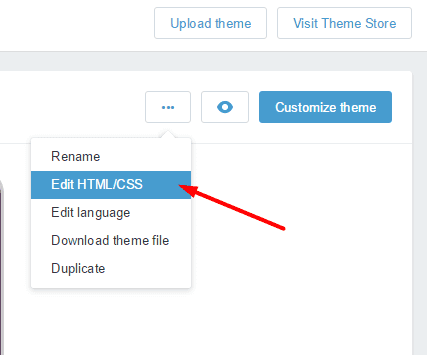 Upload theme
Visit Theme Store
Customize theme
Rename
Edit HTML/CSS
Edit language
Download theme file
Duplicate